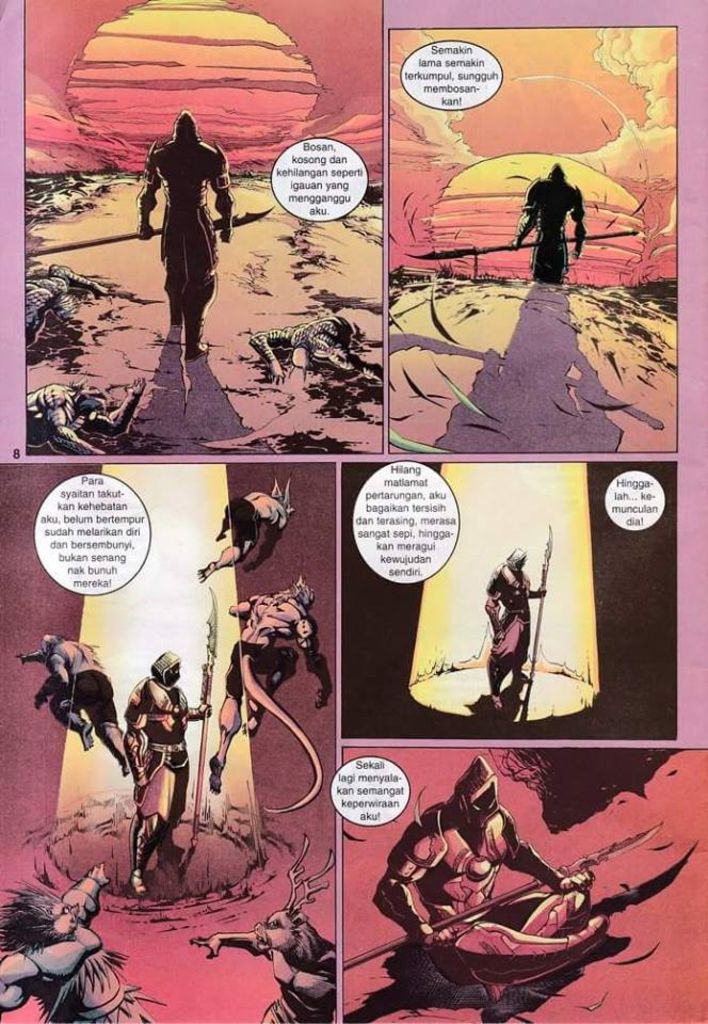 Bosan,
kosong dan
kehilangan seperti
igauan yang
mengganggu
aku.
Semakin
lama semakin
terkumpul, sungguh
membosan-
kan!
8
Para
syaitan takut-
kan kehebatan
aku, belum bertempur
sudah melarikan diri
dan bersembunyi,
bukan senang
nak bunuh
mereka!
Hilang
matlamat
pertarungan, aku
bagaikan tersisih
dan terasing, merasa
sangat sepi, hingga-
kan meragui
kewujudan
sendiri.
Hingga-
lah... ke-
munculan
dia!
Sekali
lagi menyala-
kan semangat
keperwiraan
aku!